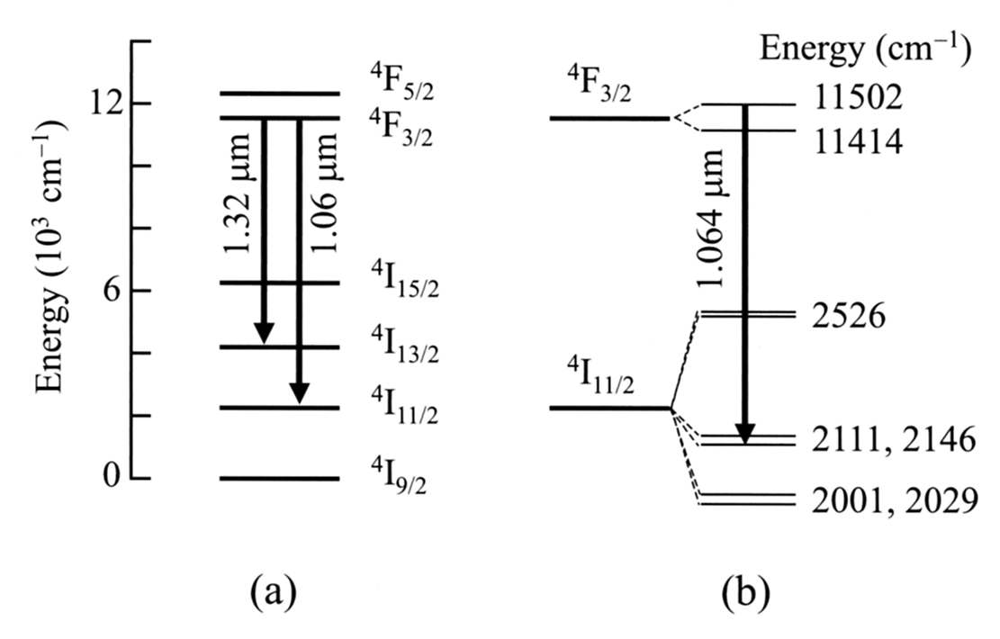 Energy (10³ cm⁻¹)
12
6
0
⁴F₅/₂
⁴F₃/₂
1.32 µm
1.06 µm
⁴I₁₅/₂
⁴I₁₃/₂
⁴I₁₁/₂
⁴I₉/₂
(a)
Energy (cm⁻¹)
⁴F₃/₂
11502
11414
1.064 µm
2526
⁴I₁₁/₂
2111, 2146
2001, 2029
(b)